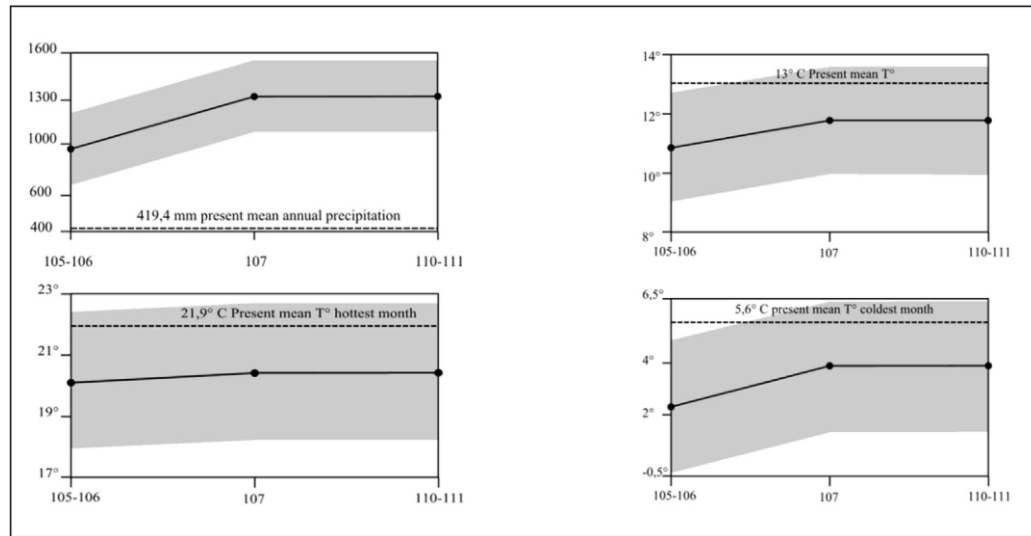 1600
1300
1000
600
400
419,4 mm present mean annual precipitation
105-106 107 110-111
14°
12°
10°
8°
13° C Present mean T°
105-106 107 110-111
23°
21°
19°
17°
21,9° C Present mean T° hottest month
105-106 107 110-111
6,5°
4°
2°
-0,5°
5,6° C present mean T° coldest month
105-106 107 110-111